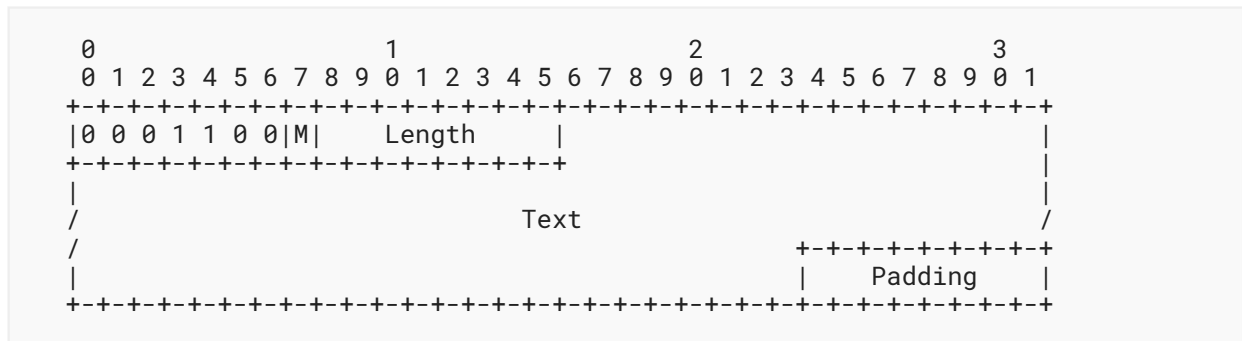 0                   1                   2                   3
 0 1 2 3 4 5 6 7 8 9 0 1 2 3 4 5 6 7 8 9 0 1 2 3 4 5 6 7 8 9 0 1
+-+-+-+-+-+-+-+-+-+-+-+-+-+-+-+-+-+-+-+-+-+-+-+-+-+-+-+-+-+-+-+-+
|0 0 0 1 1 0 0|M|    Length     |                               |
+-+-+-+-+-+-+-+-+-+-+-+-+-+-+-+-+                               |
|                                                               |
/                             Text                              /
/                                               +-+-+-+-+-+-+-+-+
|                                               |    Padding    |
+-+-+-+-+-+-+-+-+-+-+-+-+-+-+-+-+-+-+-+-+-+-+-+-+-+-+-+-+-+-+-+-+